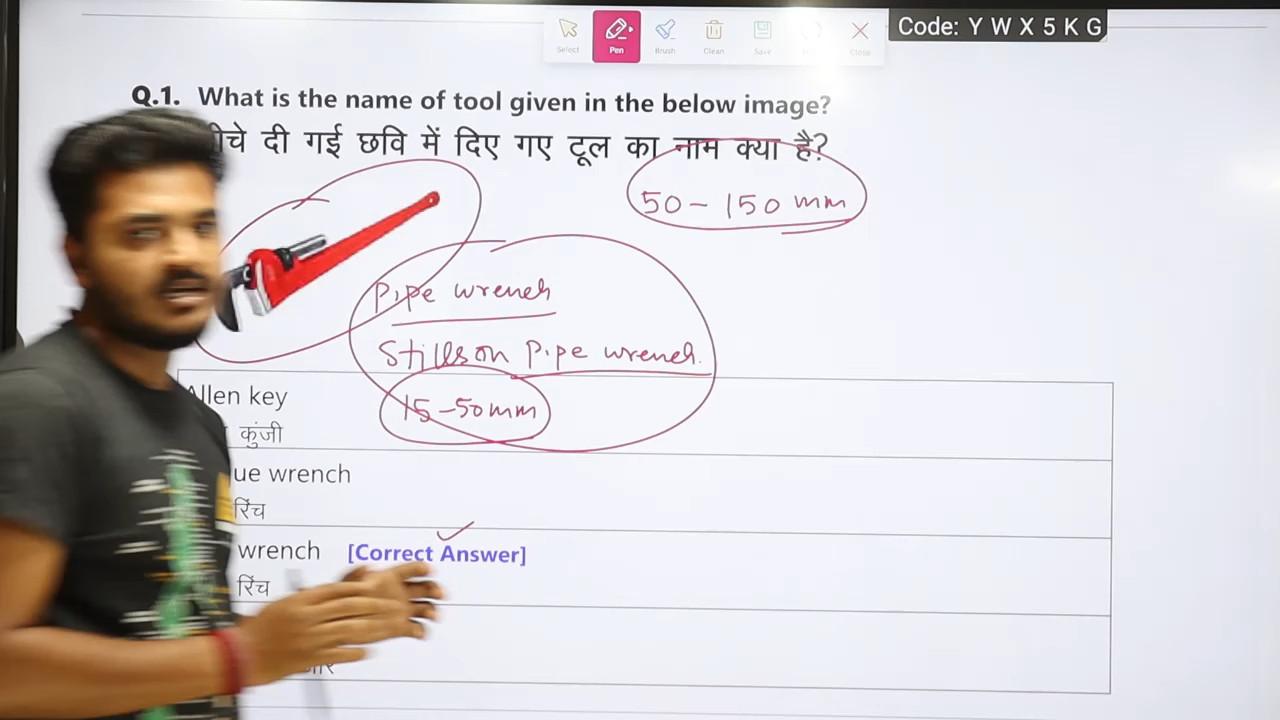 Select Pen Brush Clean Save Close
Code: Y W X 5 K G
Q.1. What is the name of tool given in the below image?
दी गई छवि में दिए गए टूल का नाम क्या है?
50 - 150 mm
Pipe wrench
Stillson Pipe wrench.
15-50mm
Allen key
कुंजी
wrench
रिंच
wrench [Correct Answer]
रिंच